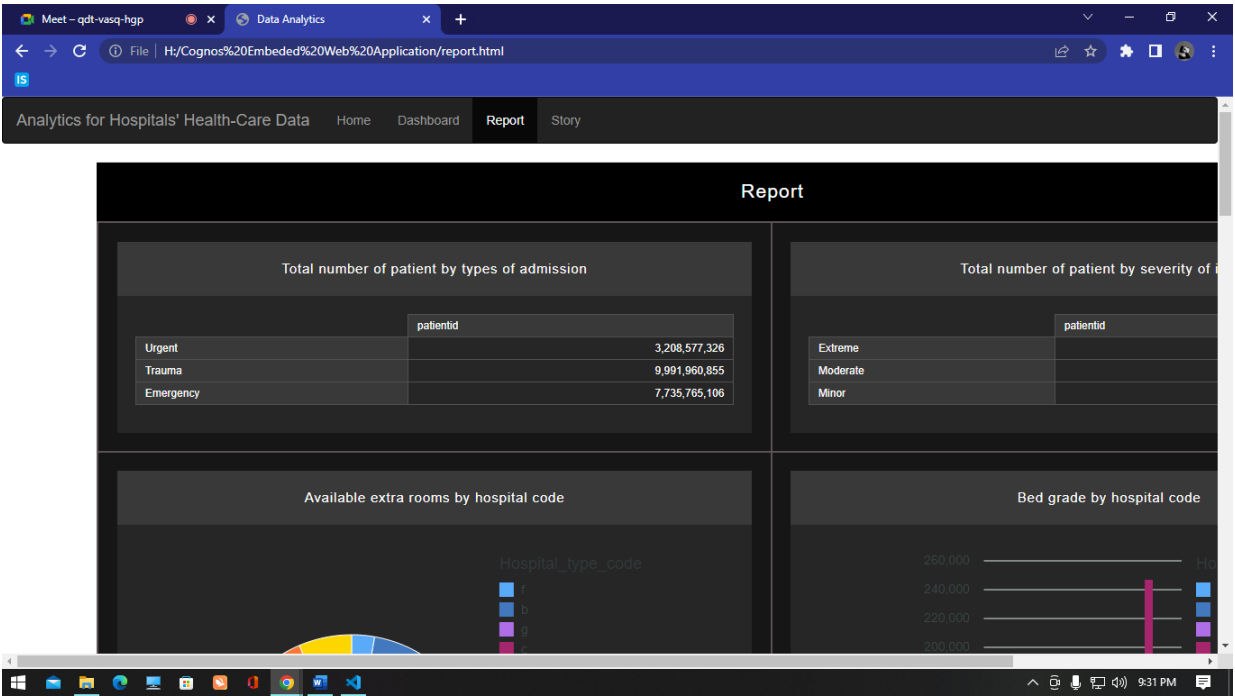 Meet – qdt-vasq-hgp
Data Analytics
File
H:/Cognos%20Embeded%20Web%20Application/report.html
IS
Analytics for Hospitals' Health-Care Data Home Dashboard Report Story
Report
Total number of patient by types of admission
patientid
Urgent 3,208,577,326
Trauma 9,991,960,855
Emergency 7,735,765,106
Total number of patient by severity of i
patientid
Extreme
Moderate
Minor
Available extra rooms by hospital code
Hospital_type_code
f
b
g
c
Bed grade by hospital code
260,000
240,000
220,000
200,000
Ho
9:31 PM